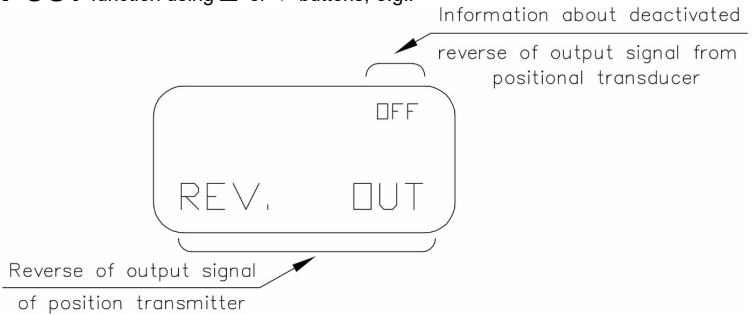 function using or buttons, e.g.:
Information about deactivated
reverse of output signal from
positional transducer
OFF
REV. OUT
Reverse of output signal
of position transmitter